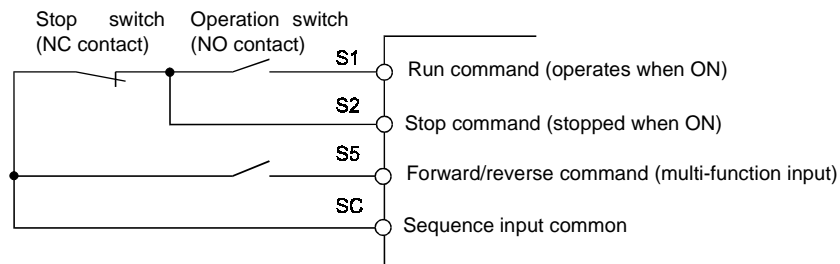 Stop switch
(NC contact)
Operation switch
(NO contact)
S1
Run command (operates when ON)
S2
Stop command (stopped when ON)
S5
Forward/reverse command (multi-function input)
SC
Sequence input common